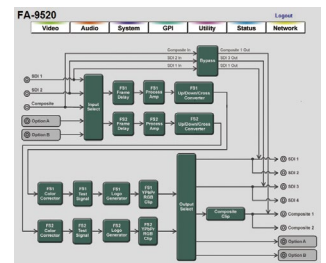 FA-9520
Logout
Video Audio System GPI Utility Status Network
Composite In
Composite 1 Out
SDI 2 In
SDI 2 Out
SDI 1 In
SDI 1 Out
Bypass
SDI 1
SDI 2
Composite
Option A
Option B
Input Select
FS1 Frame Delay
FS1 Process Amp
FS1 Up/Down/Cross Converter
FS2 Frame Delay
FS2 Process Amp
FS2 Up/Down/Cross Converter
FS1 Color Corrector
FS1 Test Signal
FS1 Logo Generator
FS1 YPbPr RGB Clip
FS2 Color Corrector
FS2 Test Signal
FS2 Logo Generator
FS2 YPbPr RGB Clip
Output Select
Composite Clip
SDI 1
SDI 2
SDI 3
SDI 4
Composite 1
Composite 2
Option A
Option B